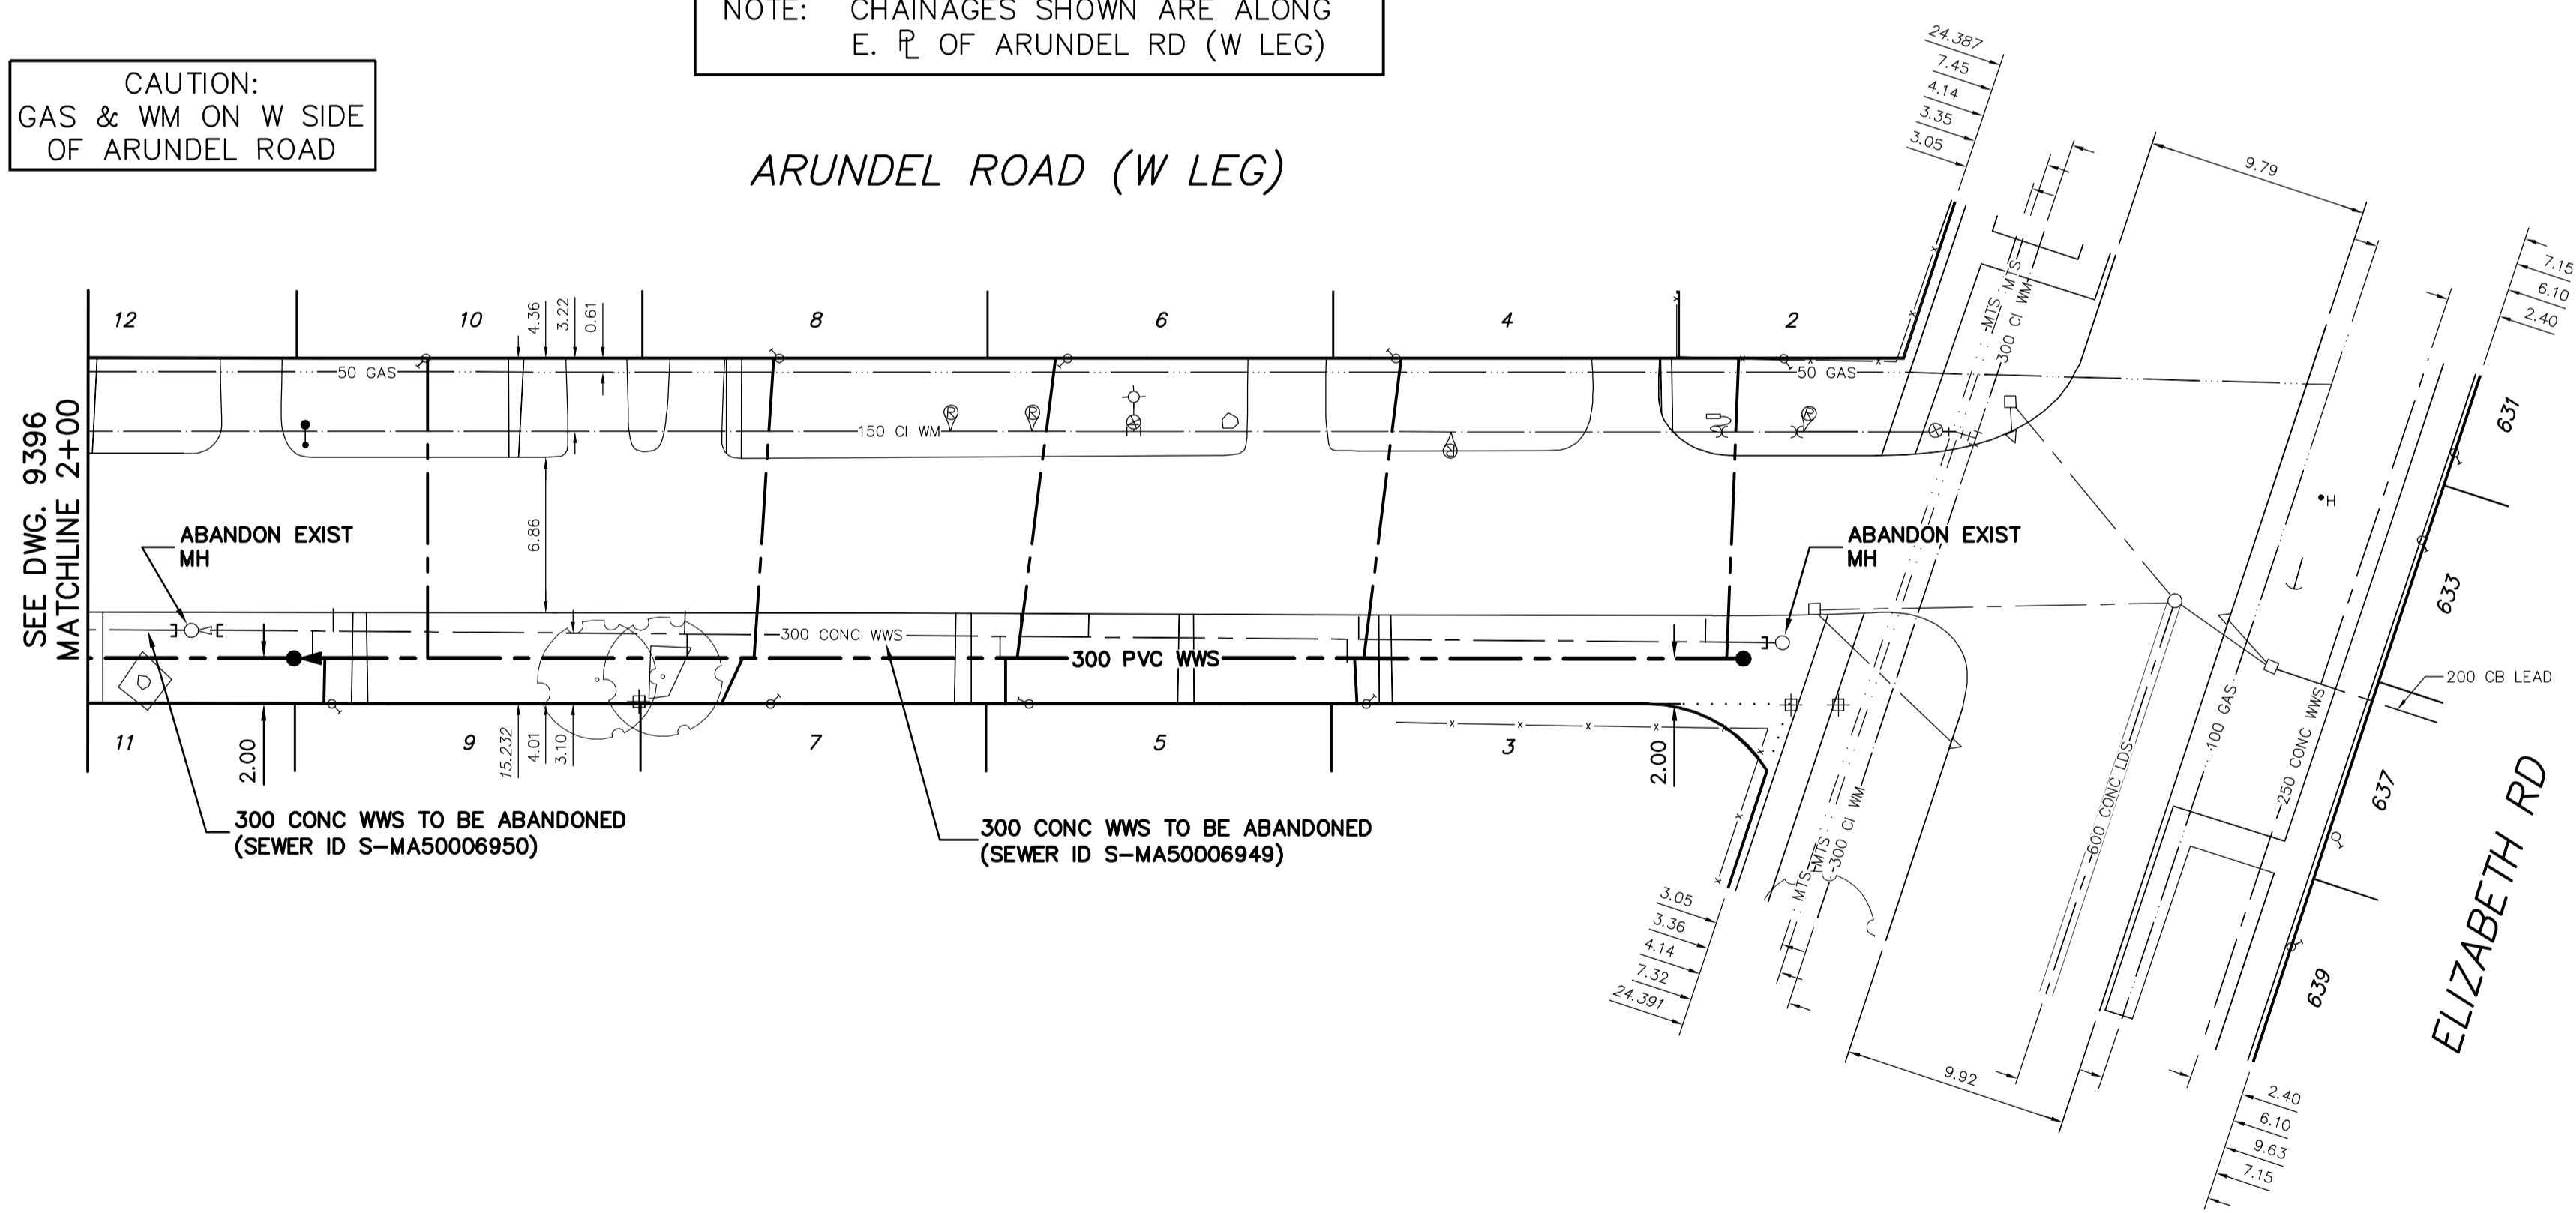 NOTE: CHAINAGES SHOWN ARE ALONG
E. PL OF ARUNDEL RD (W LEG)
CAUTION:
GAS & WM ON W SIDE
OF ARUNDEL ROAD
ARUNDEL ROAD (W LEG)
24.387
7.45
4.14
3.35
3.05
9.79
7.15
6.10
2.40
12
10
8
6
4
2
4.36
3.22
0.61
50 GAS
50 GAS
150 CI WM
R
R
R
R
MTS
MTS
300 CI WM
SEE DWG. 9396
MATCHLINE 2+00
6.86
ABANDON EXIST
MH
ABANDON EXIST
MH
H
631
633
637
639
300 CONC WWS
300 PVC WWS
200 CB LEAD
100 GAS
250 CONC WWS
600 CONC LDS
11
9
7
5
3
2.00
15.232
4.01
3.10
2.00
300 CONC WWS TO BE ABANDONED
(SEWER ID S-MA50006950)
300 CONC WWS TO BE ABANDONED
(SEWER ID S-MA50006949)
MTS
MTS
300 CI WM
ELIZABETH RD
3.05
3.36
4.14
7.32
24.391
9.92
2.40
6.10
9.63
7.15